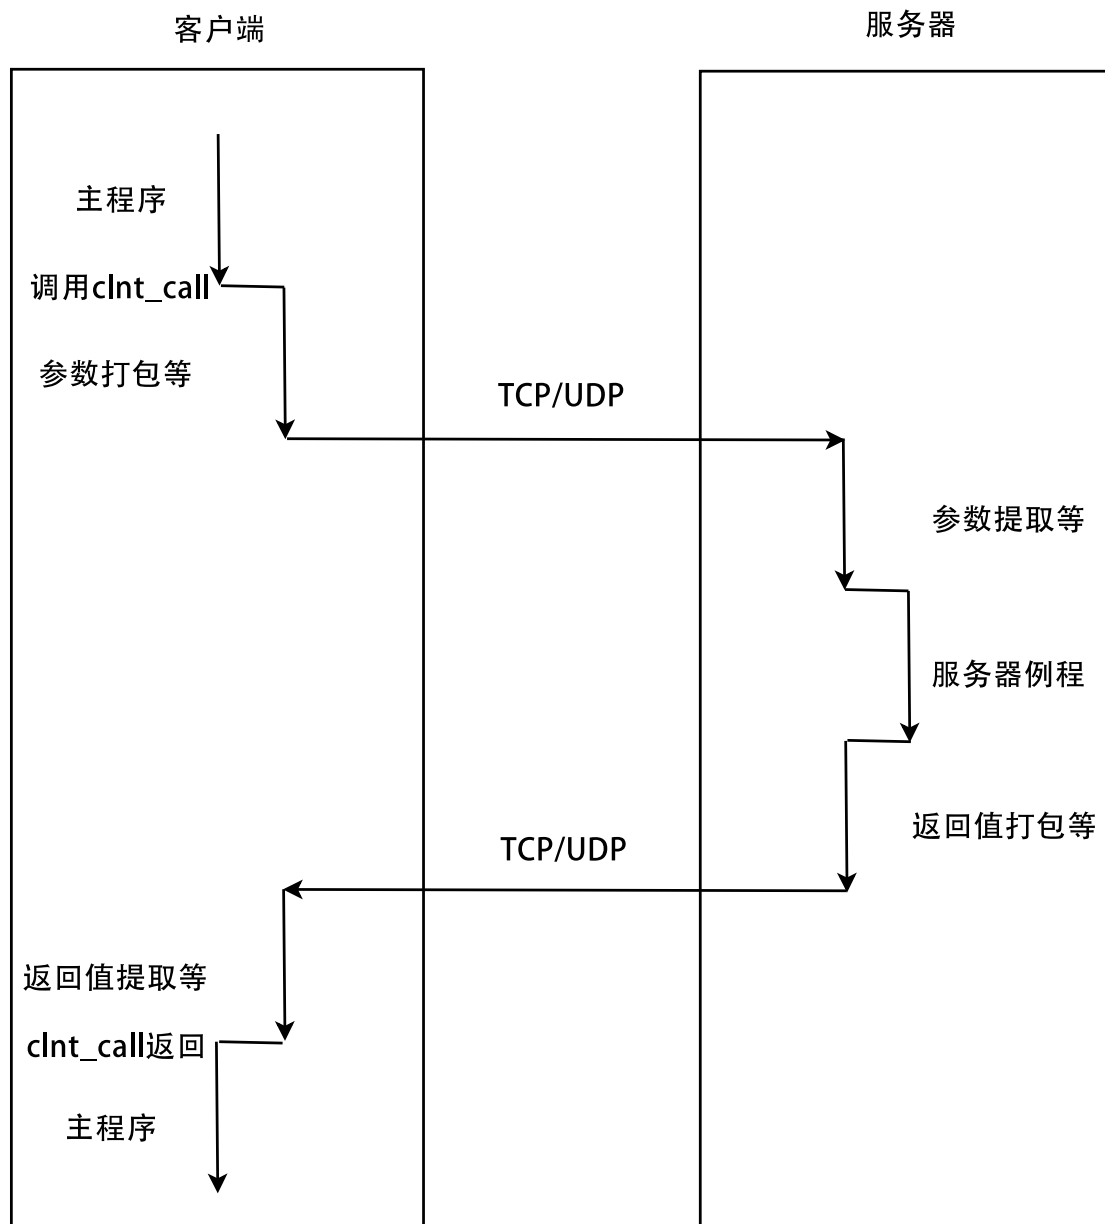 客户端
服务器
主程序
调用clnt_call
参数打包等
TCP/UDP
参数提取等
服务器例程
返回值打包等
TCP/UDP
返回值提取等
clnt_call返回
主程序